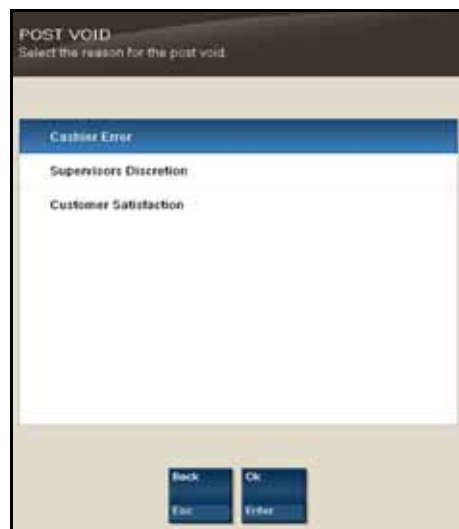 POST VOID
Select the reason for the post void.
Cashier Error
Supervisors Discretion
Customer Satisfaction
Back Ok
Esc Enter